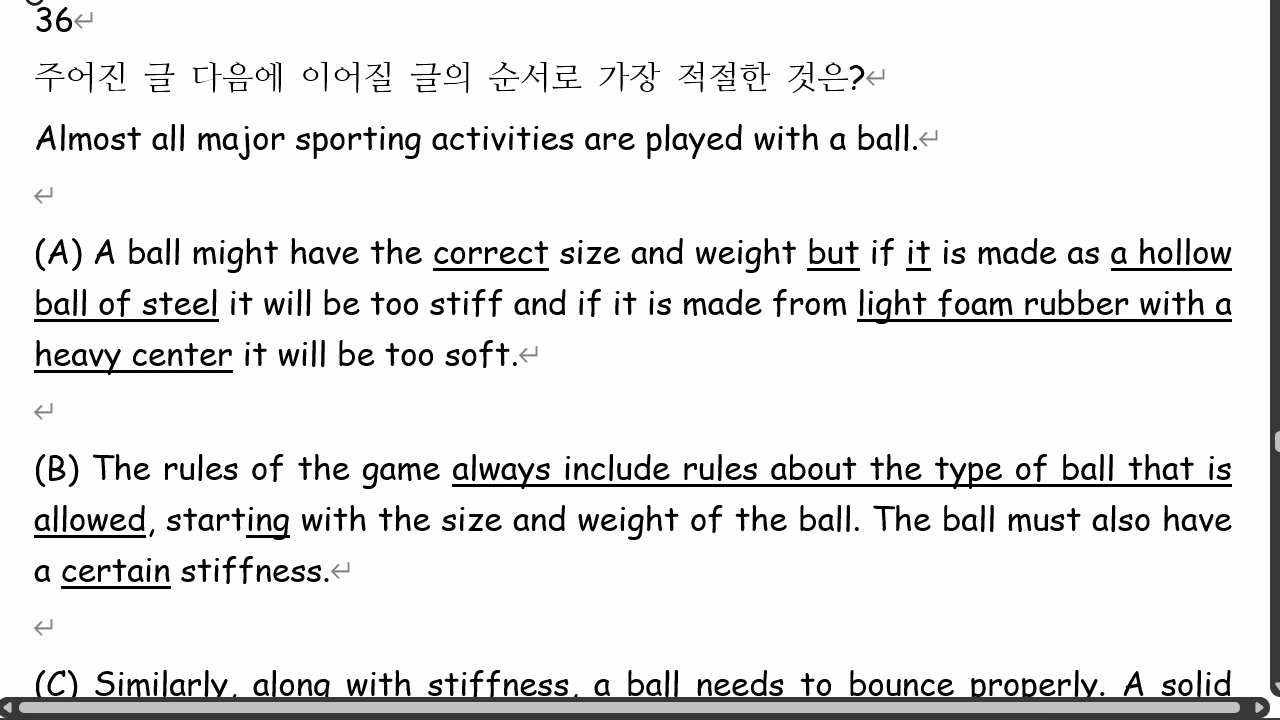 36
주어진 글 다음에 이어질 글의 순서로 가장 적절한 것은?
Almost all major sporting activities are played with a ball.
(A) A ball might have the correct size and weight but if it is made as a hollow
ball of steel it will be too stiff and if it is made from light foam rubber with a
heavy center it will be too soft.
(B) The rules of the game always include rules about the type of ball that is
allowed, starting with the size and weight of the ball. The ball must also have
a certain stiffness.
(C) Similarly, along with stiffness, a ball needs to bounce properly. A solid